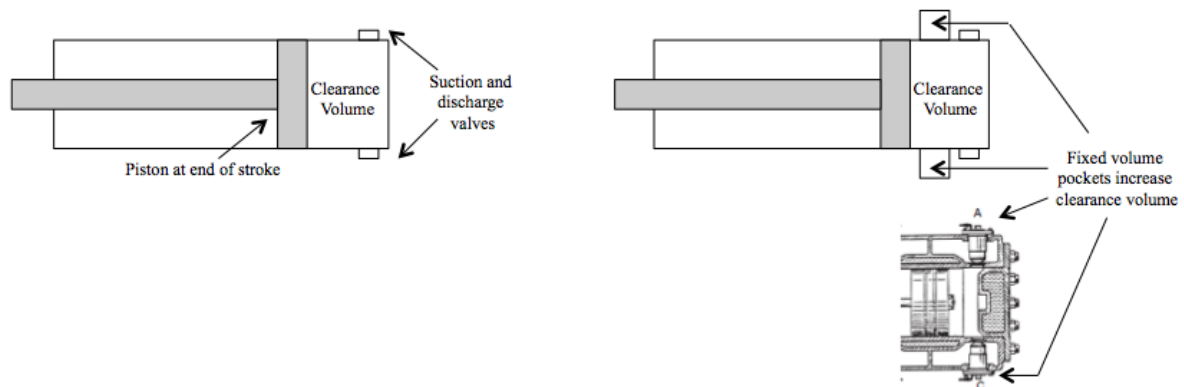 Clearance
Volume
Suction and
discharge
valves
Piston at end of stroke
Clearance
Volume
Fixed volume
pockets increase
clearance volume
A
C